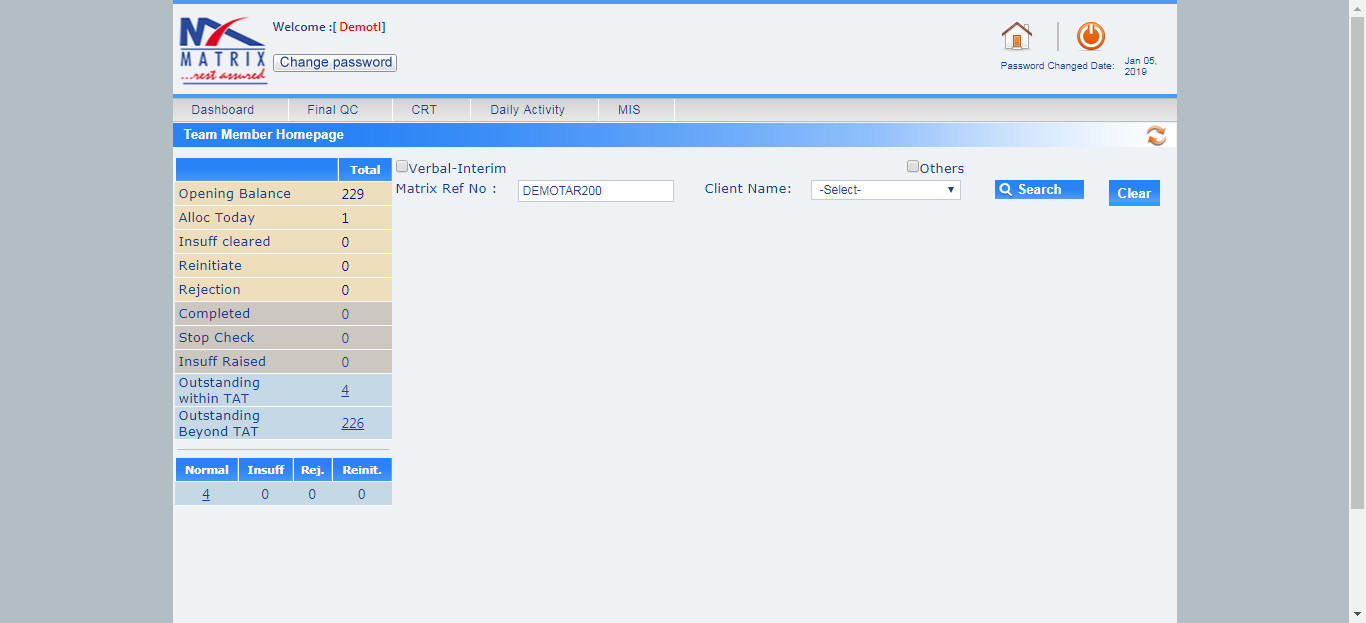 Welcome :[ Demotl]
MATRIX
...rest assured
Change password
Password Changed Date: Jan 05, 2019
Dashboard Final QC CRT Daily Activity MIS
Team Member Homepage
Total
Opening Balance 229
Alloc Today 1
Insuff cleared 0
Reinitiate 0
Rejection 0
Completed 0
Stop Check 0
Insuff Raised 0
Outstanding
within TAT 4
Outstanding
Beyond TAT 226
Normal Insuff Rej. Reinit.
4 0 0 0
Verbal-Interim Others
Matrix Ref No : DEMOTAR200 Client Name: -Select- Search Clear